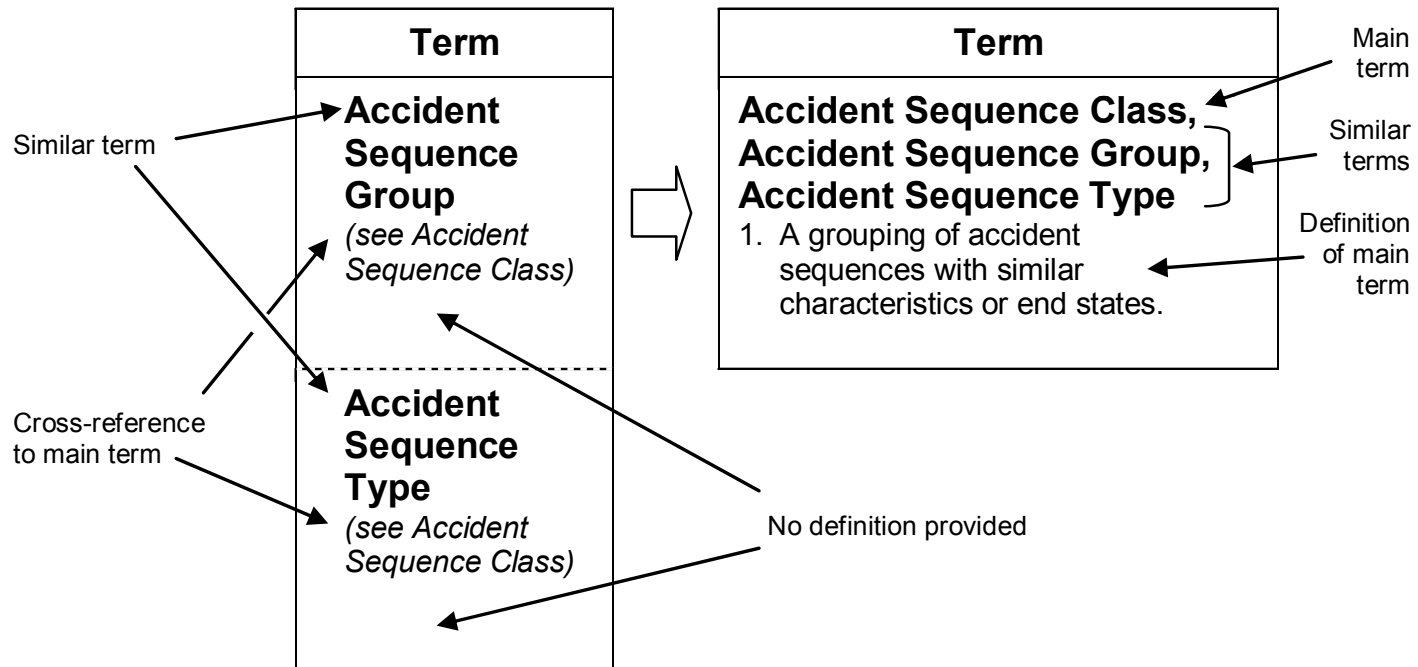 Similar term
Cross-reference
to main term
Term
Accident
Sequence
Group
(see Accident
Sequence Class)
Accident
Sequence
Type
(see Accident
Sequence Class)
No definition provided
Term
Accident Sequence Class,
Accident Sequence Group,
Accident Sequence Type
1. A grouping of accident
sequences with similar
characteristics or end states.
Main
term
Similar
terms
Definition
of main
term